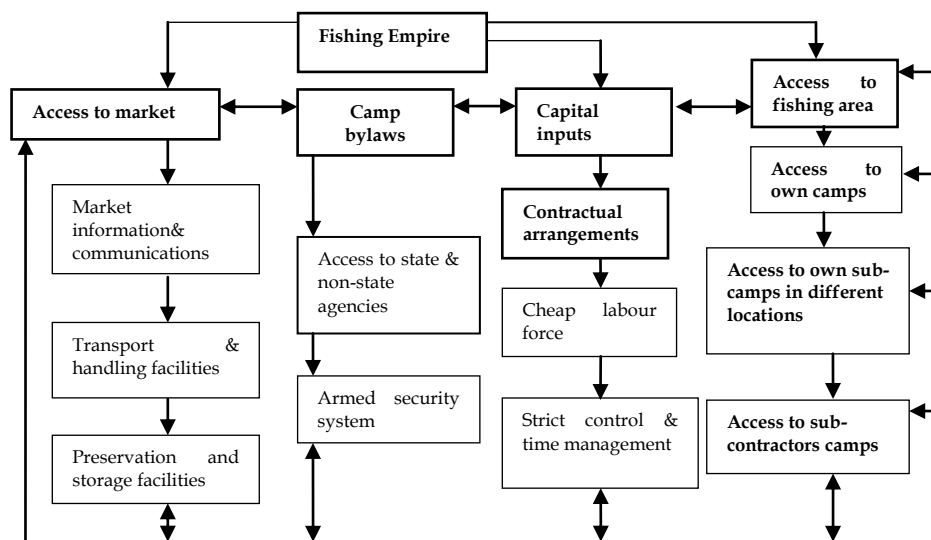 Fishing Empire
Access to market
Camp
bylaws
Capital
inputs
Access to
fishing area
Market
information&
communications
Access to state &
non-state
agencies
Contractual
arrangements
Access to
own camps
Transport &
handling facilities
Armed security
system
Cheap labour
force
Access to own sub-
camps in different
locations
Preservation and
storage facilities
Strict control &
time management
Access to sub-
contractors camps